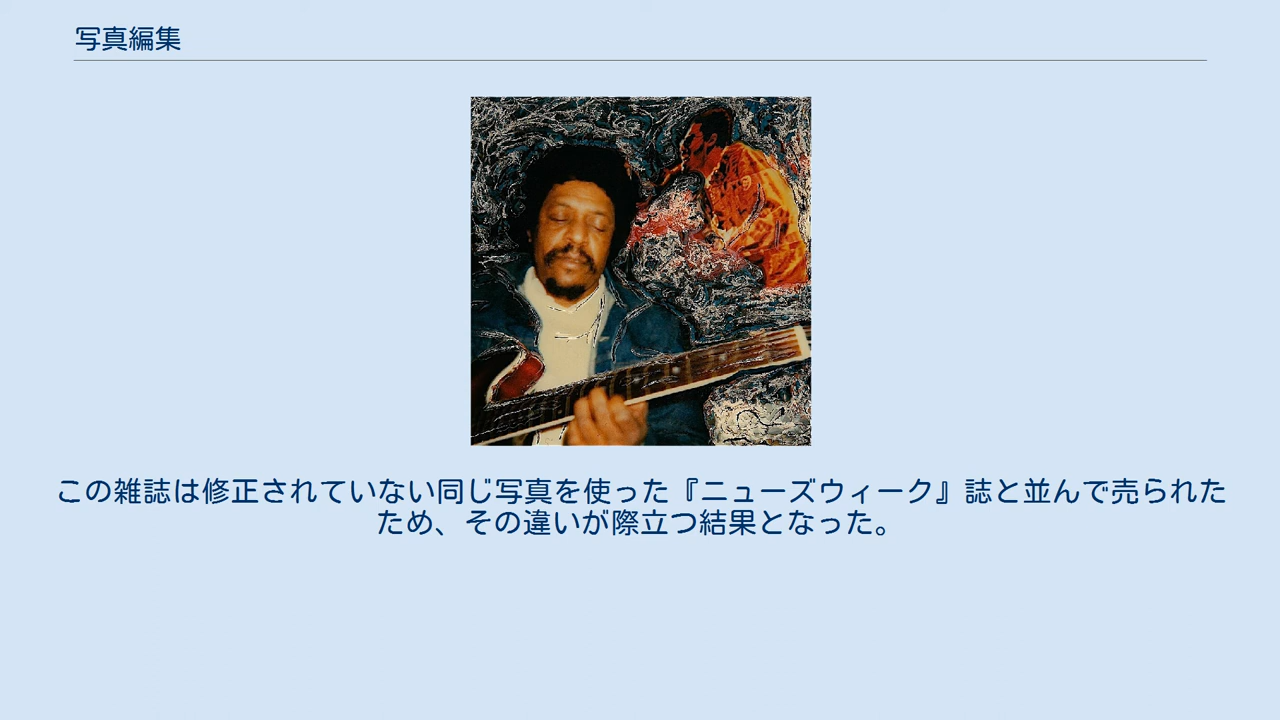 写真編集
この雑誌は修正されていない同じ写真を使った『ニューズウィーク』誌と並んで売られた
ため、その違いが際立つ結果となった。